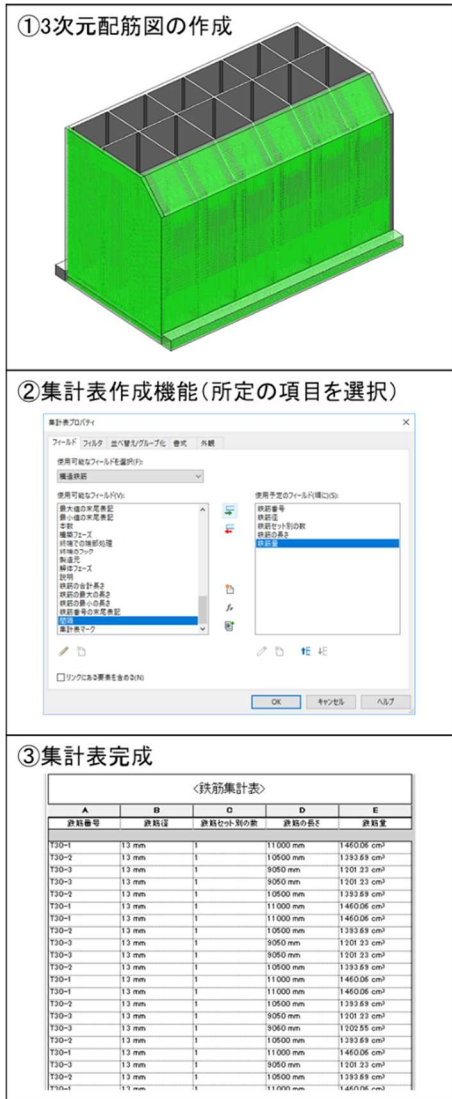 ①3次元配筋図の作成
②集計表作成機能(所定の項目を選択)
集計表プロパティ
フィールド フィルタ 並べ替え/グループ化 書式 外観
使用可能なフィールドを選択(F):
構造鉄筋
使用可能なフィールド(V):
使用予定のフィールド(順に)(S):
最大値の末尾表記
最小値の末尾表記
本数
構築フェーズ
終端での端部処理
終端のフック
製造元
解体フェーズ
説明
鉄筋の合計長さ
鉄筋の最大の長さ
鉄筋の最小の長さ
鉄筋番号の末尾表記
間隔
集計表マーク
鉄筋番号
鉄筋径
鉄筋セット別の数
鉄筋の長さ
鉄筋量
リンクにある要素を含める(N)
OK キャンセル ヘルプ
③集計表完成
<鉄筋集計表>
A B C D E
鉄筋番号 鉄筋径 鉄筋セット別の数 鉄筋の長さ 鉄筋量
T30-1 13 mm 1 11000 mm 1460.06 cm³
T30-2 13 mm 1 10500 mm 1393.69 cm³
T30-3 13 mm 1 9050 mm 1201.23 cm³
T30-3 13 mm 1 9050 mm 1201.23 cm³
T30-2 13 mm 1 10500 mm 1393.69 cm³
T30-1 13 mm 1 11000 mm 1460.06 cm³
T30-1 13 mm 1 11000 mm 1460.06 cm³
T30-2 13 mm 1 10500 mm 1393.69 cm³
T30-3 13 mm 1 9050 mm 1201.23 cm³
T30-3 13 mm 1 9050 mm 1201.23 cm³
T30-2 13 mm 1 10500 mm 1393.69 cm³
T30-1 13 mm 1 11000 mm 1460.06 cm³
T30-1 13 mm 1 11000 mm 1460.06 cm³
T30-2 13 mm 1 10500 mm 1393.69 cm³
T30-3 13 mm 1 9050 mm 1201.23 cm³
T30-3 13 mm 1 9060 mm 1202.55 cm³
T30-2 13 mm 1 10500 mm 1393.69 cm³
T30-1 13 mm 1 11000 mm 1460.06 cm³
T30-3 13 mm 1 9050 mm 1201.23 cm³
T30-2 13 mm 1 10500 mm 1393.69 cm³
T30-1 13 mm 1 11000 mm 1460.06 cm³